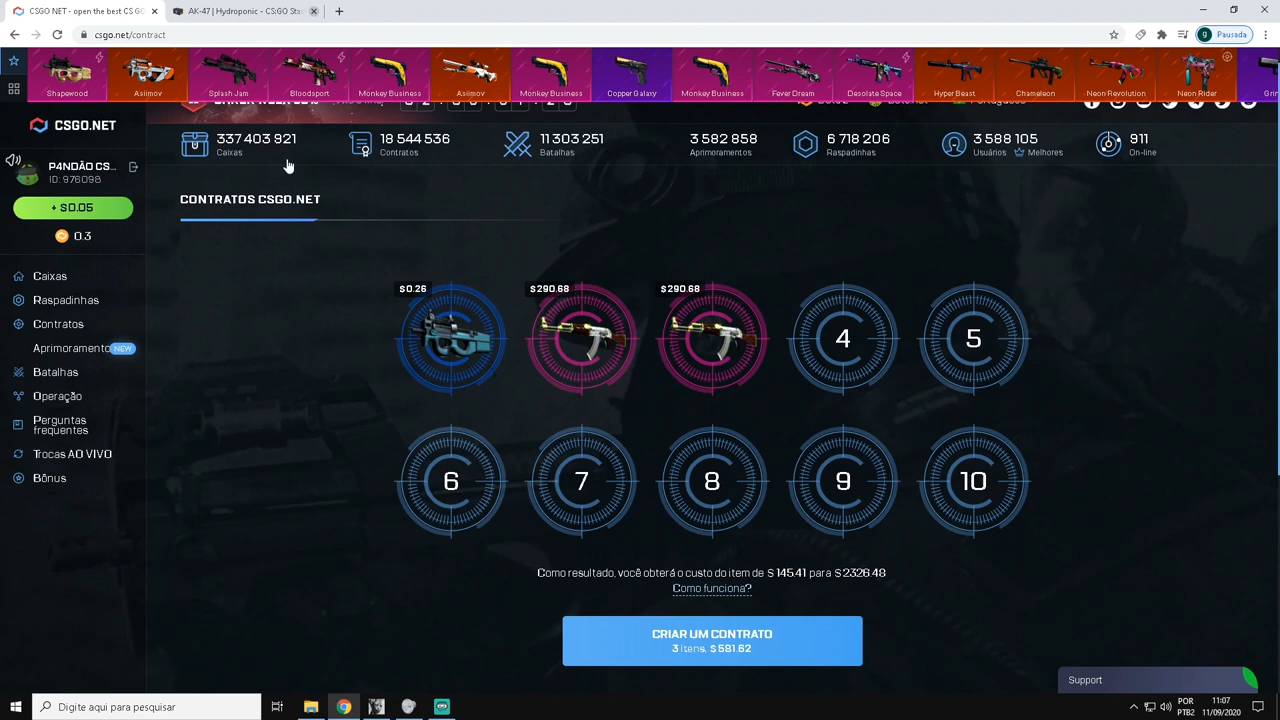 CSGO NET - open the best CS GO
AK-47 | Hydroponic - CS:GO Stas
csgo.net/contract
g
Pausada
Shapewood
Asiimov
Splash Jam
Bloodsport
Monkey Business
Asiimov
Monkey Business
Copper Galaxy
Monkey Business
Fever Dream
Desolate Space
Hyper Beast
Chameleon
Neon Revolution
Neon Rider
CSGO.NET
337 403 921
Caixas
18 544 536
Contratos
11 303 251
Batalhas
3 582 858
Aprimoramentos
6 718 206
Raspadinhas
3 588 105
Usuários
Melhores
911
On-line
P4NDÃO CS...
ID: 976098
+ $0.05
0.3
Caixas
Raspadinhas
Contratos
Aprimoramento
NEW
Batalhas
Operação
Perguntas
frequentes
Trocas AO VIVO
Bônus
CONTRATOS CSGO.NET
$0.26
$290.68
$290.68
4
5
6
7
8
9
10
Como resultado, você obterá o custo do item de $ 145.41 para $ 2326.48
Como funciona?
CRIAR UM CONTRATO
3 itens, $ 581.62
Support
Digite aqui para pesquisar
POR
PTB2
11:07
11/09/2020